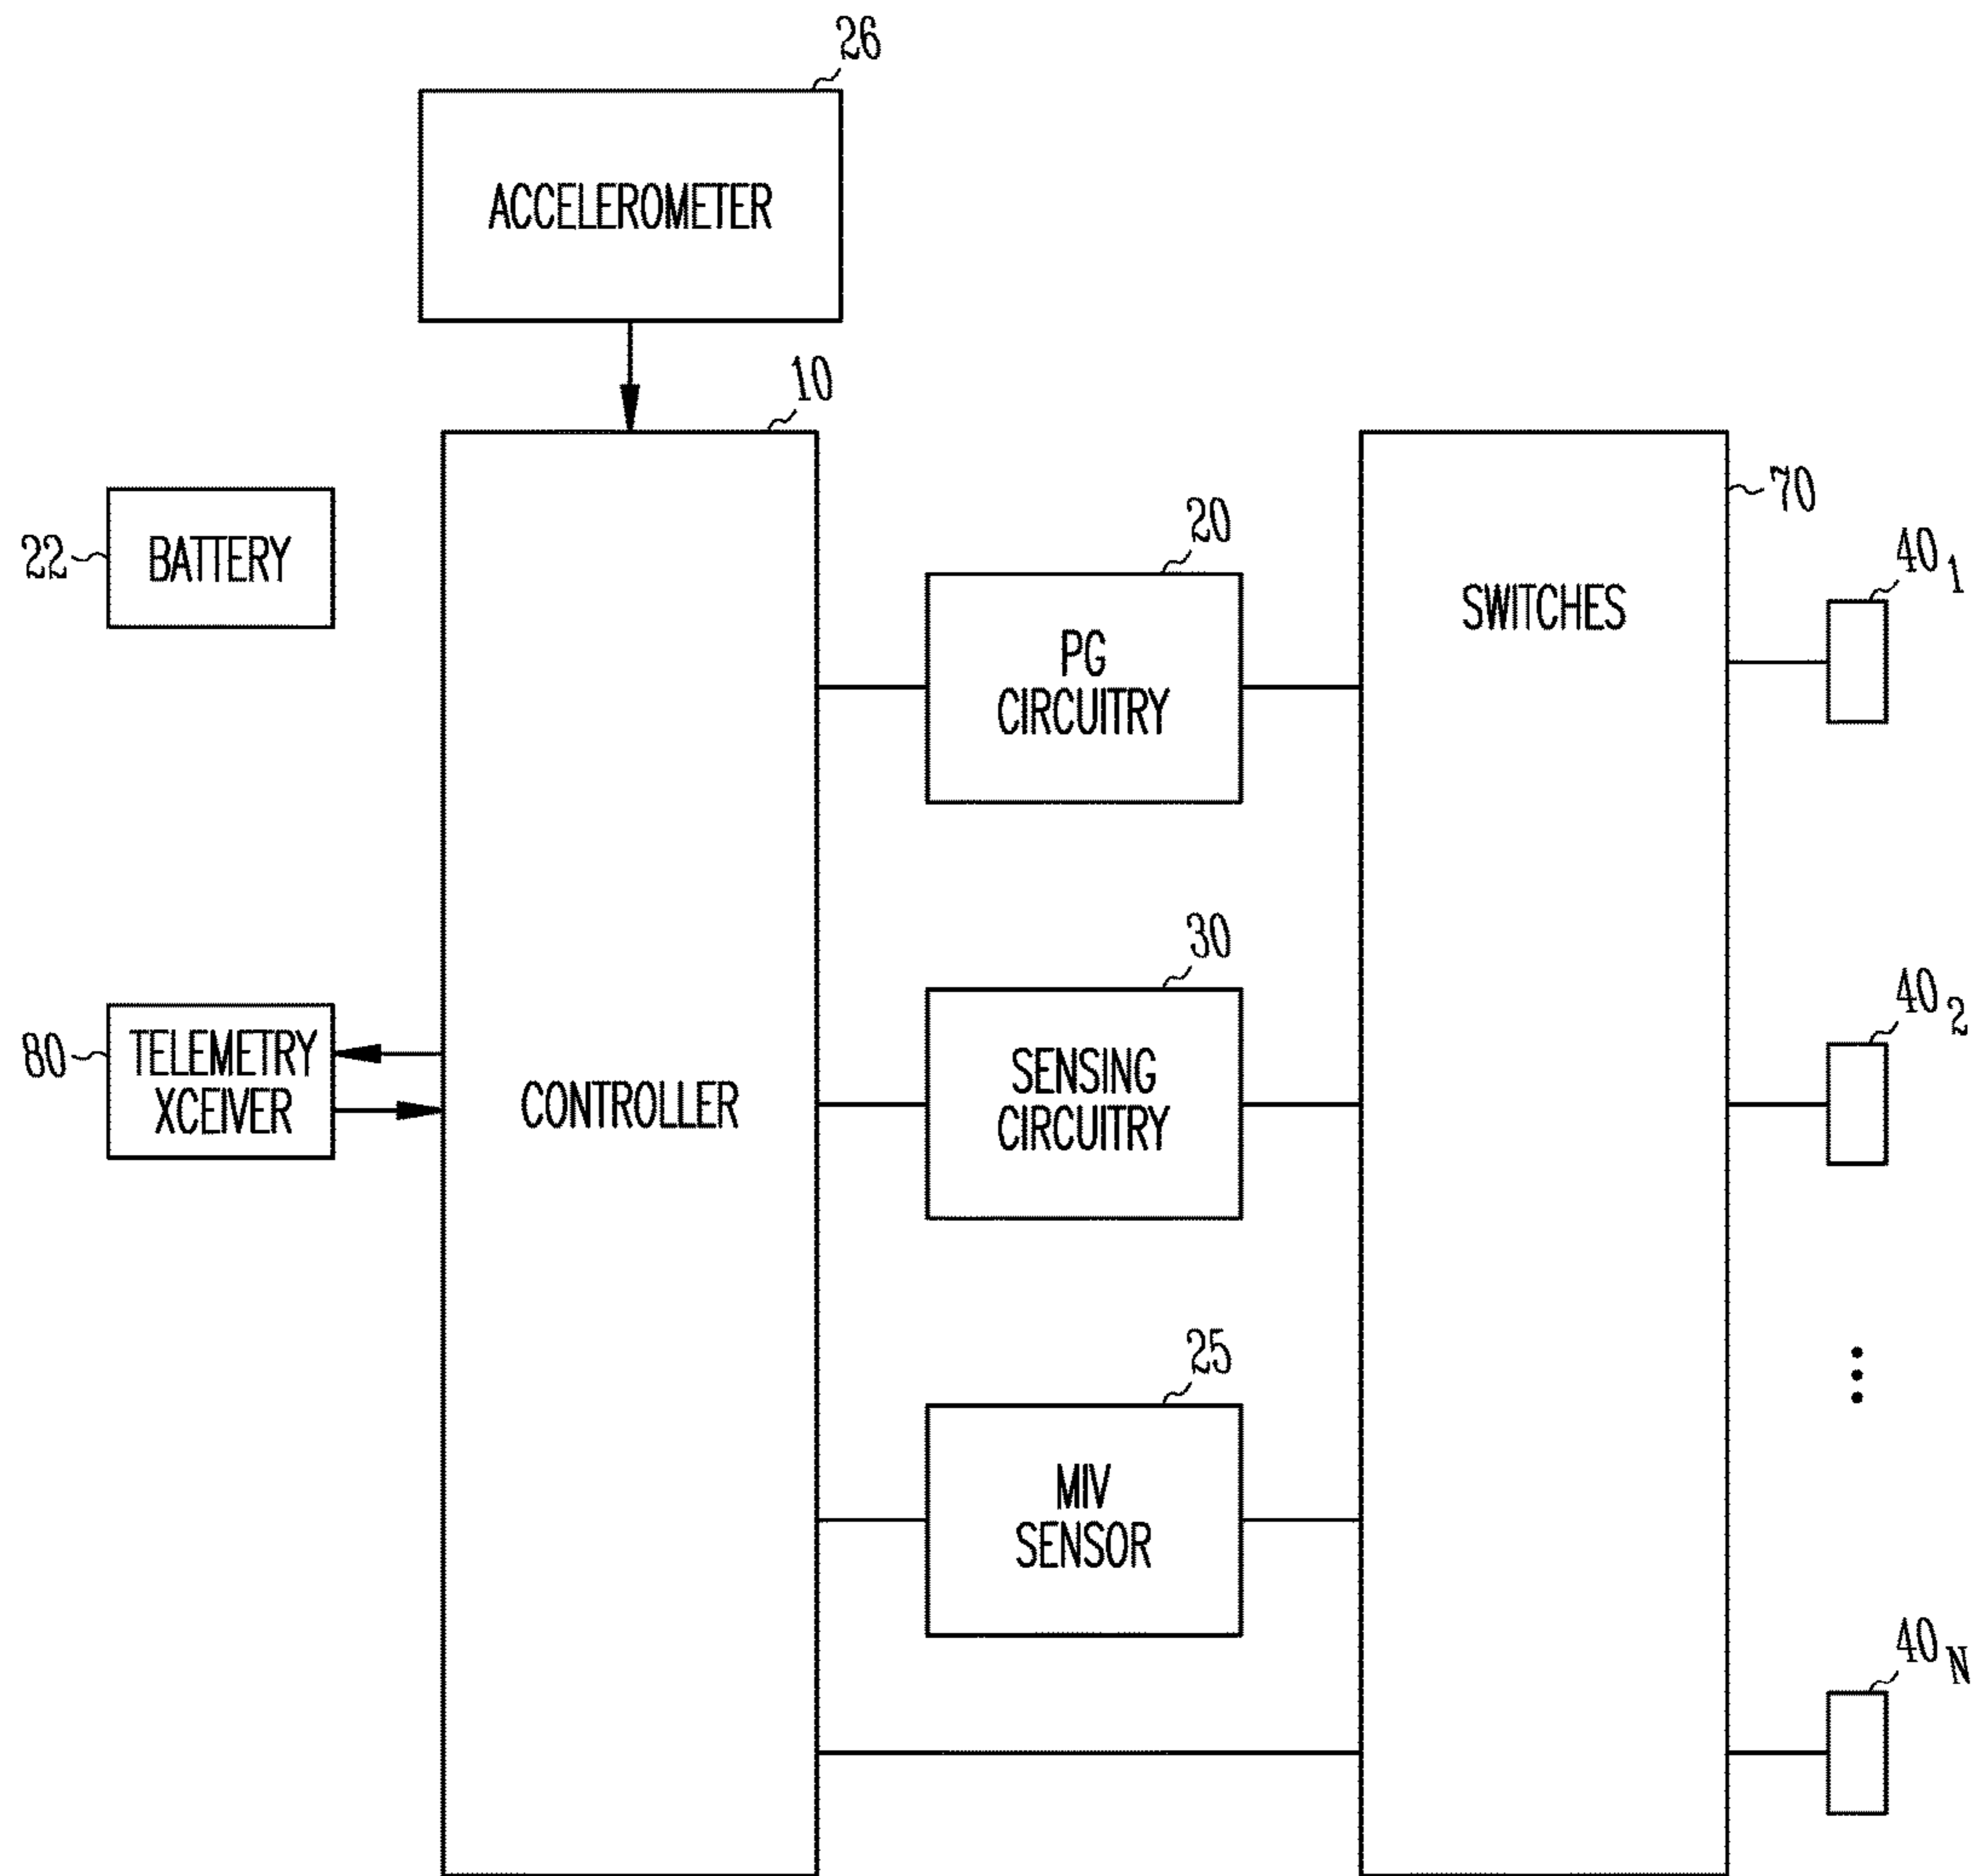 26
ACCELEROMETER
10
22
BATTERY
20
PG
CIRCUITRY
SWITCHES
70
40 1
80
TELEMETRY
XCEIVER
CONTROLLER
30
SENSING
CIRCUITRY
40 2
25
MIV
SENSOR
40 N